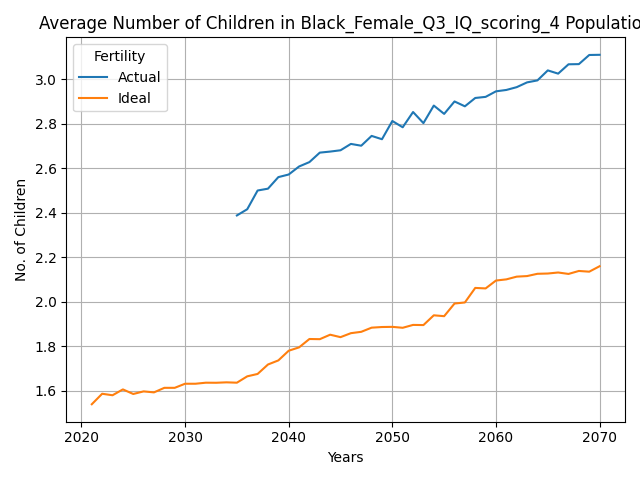 Average Number of Children in Black_Female_Q3_IQ_scoring_4 Populatio
Fertility
Actual
Ideal
3.0
2.8
2.6
2.4
2.2
2.0
1.8
1.6
No. of Children
2020 2030 2040 2050 2060 2070
Years